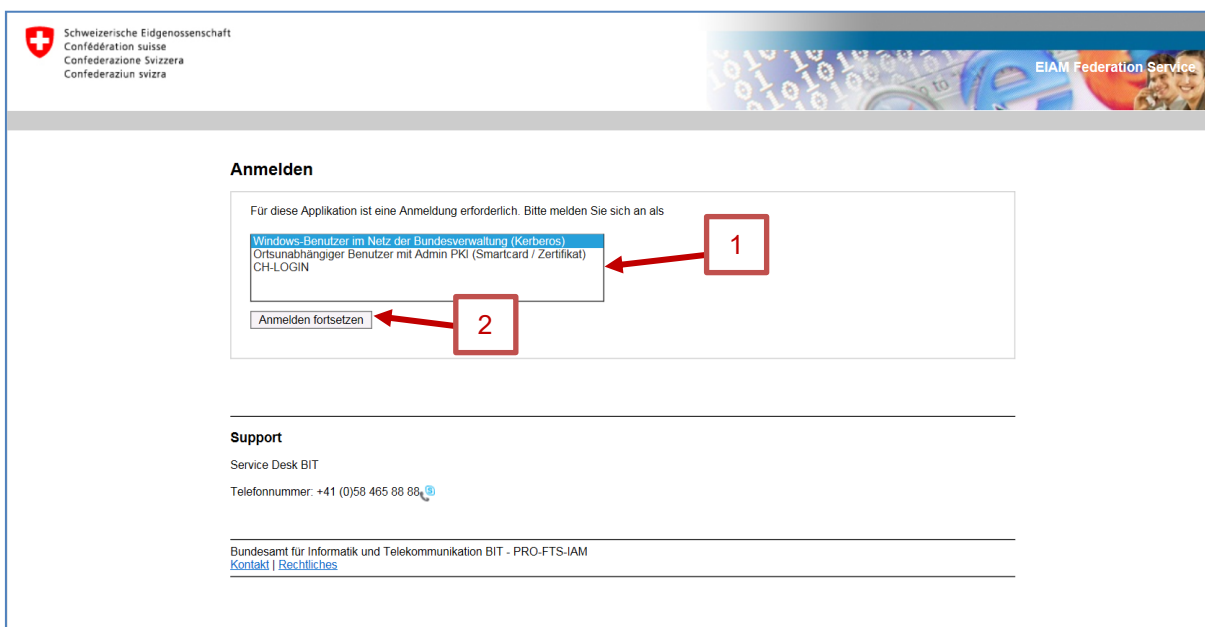 Schweizerische Eidgenossenschaft
Confédération suisse
Confederazione Svizzera
Confederaziun svizra
EIAM Federation Service
Anmelden
Für diese Applikation ist eine Anmeldung erforderlich. Bitte melden Sie sich an als
Windows-Benutzer im Netz der Bundesverwaltung (Kerberos)
Ortsunabhängiger Benutzer mit Admin PKI (Smartcard / Zertifikat)
CH-LOGIN
1
Anmelden fortsetzen
2
Support
Service Desk BIT
Telefonnummer: +41 (0)58 465 88 88
Bundesamt für Informatik und Telekommunikation BIT - PRO-FTS-IAM
Kontakt | Rechtliches